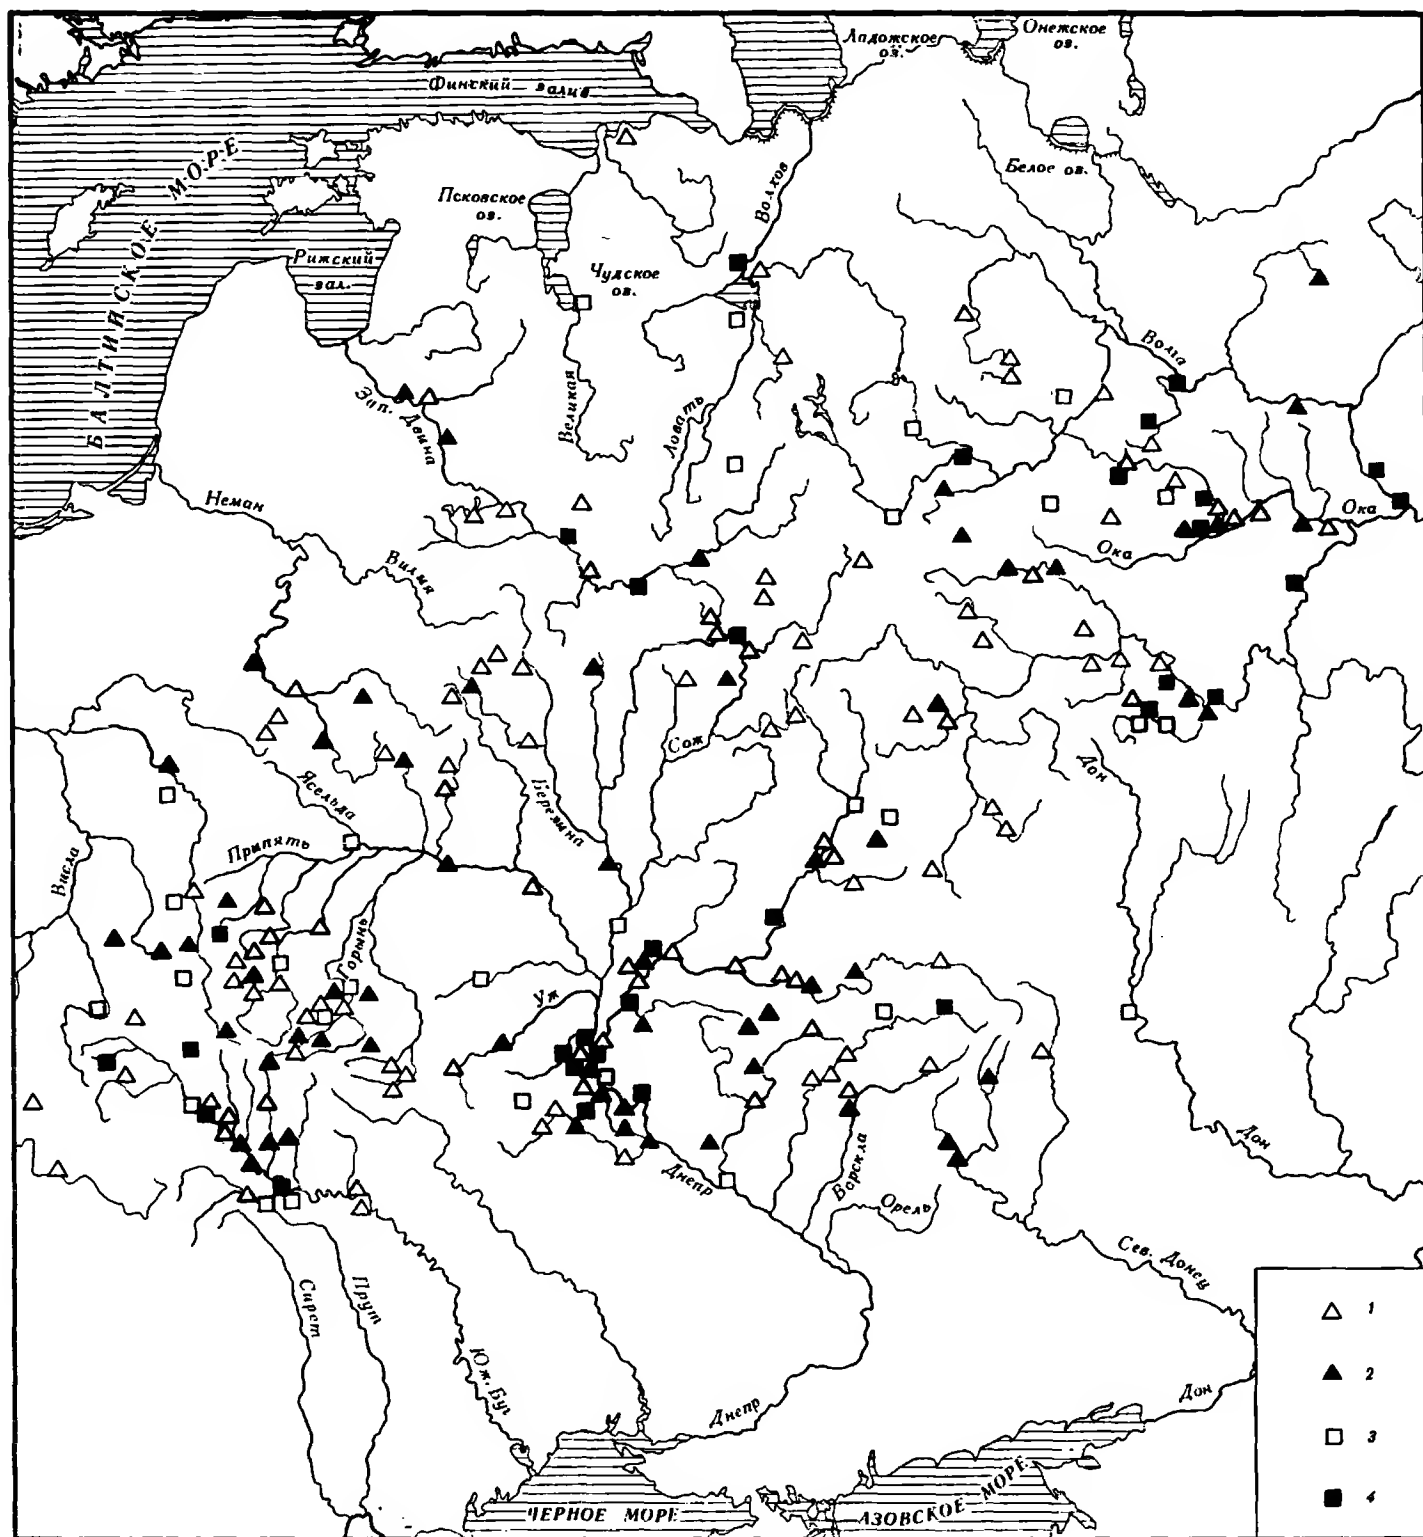 Ладожское
оз.
Онежское
оз.
Финский залив
Белое оз.
БАЛТИЙСКОЕ МОРЕ
Псковское
оз.
Волхов
Рижский
зал.
Чудское
оз.
Волга
Зап. Двина
Великая
Ловать
Неман
Ока
Ока
Вилия
Сож
Дон
Ясельда
Березина
Припять
Висла
Горынь
Уж
Днепр
Ворскла
Орель
Дон
Сев. Донец
Сирет
Прут
Юж. Буг
Днепр
Дон
ЧЕРНОЕ МОРЕ
АЗОВСКОЕ МОРЕ
1
2
3
4